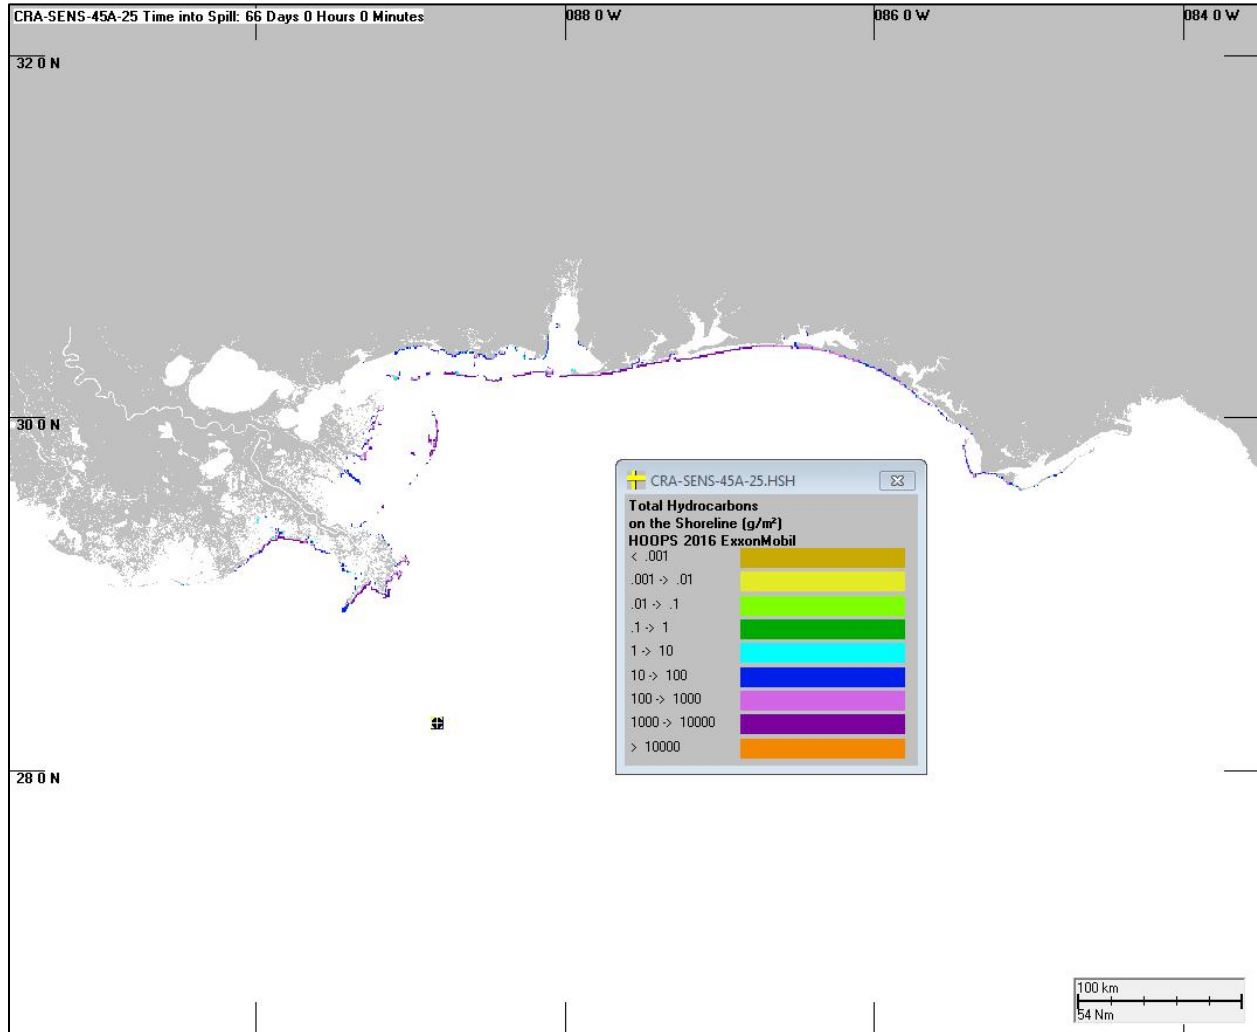 CRA-SENS-45A-25 Time into Spill: 66 Days 0 Hours 0 Minutes
088 0 W
086 0 W
084 0 W
32 0 N
30 0 N
CRA-SENS-45A-25.HSH
Total Hydrocarbons
on the Shoreline (g/m²)
HOOPS 2016 ExxonMobil
< .001
.001 -> .01
.01 -> .1
.1 -> 1
1 -> 10
10 -> 100
100 -> 1000
1000 -> 10000
> 10000
28 0 N
100 km
54 Nm